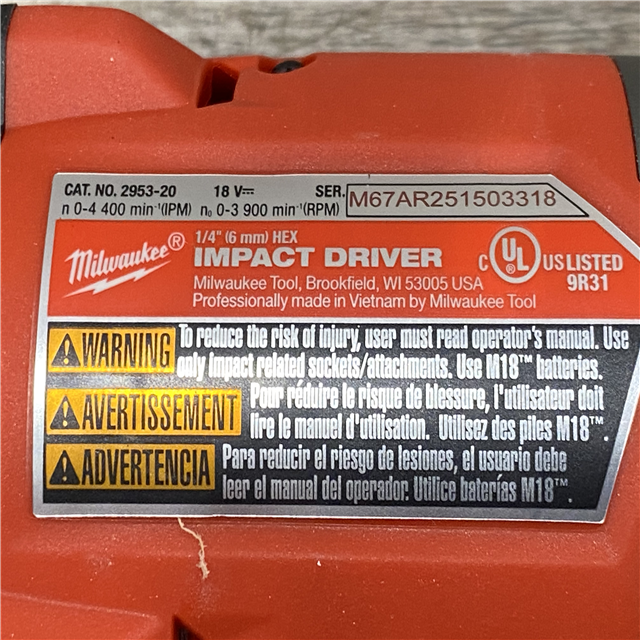 CAT. NO. 2953-20 18 V⎓ SER. M67AR251503318
n 0-4 400 min⁻¹(IPM) n₀ 0-3 900 min⁻¹(RPM)
Milwaukee®
1/4" (6 mm) HEX
IMPACT DRIVER
Milwaukee Tool, Brookfield, WI 53005 USA
Professionally made in Vietnam by Milwaukee Tool
C UL® US LISTED
9R31
WARNING To reduce the risk of injury, user must read operator's manual. Use
only impact related sockets/attachments. Use M18™ batteries.
AVERTISSEMENT Pour réduire le risque de blessure, l'utilisateur doit
lire le manuel d'utilisation. Utilisez des piles M18™.
ADVERTENCIA Para reducir el riesgo de lesiones, el usuario debe
leer el manual del operador. Utilice baterías M18™.